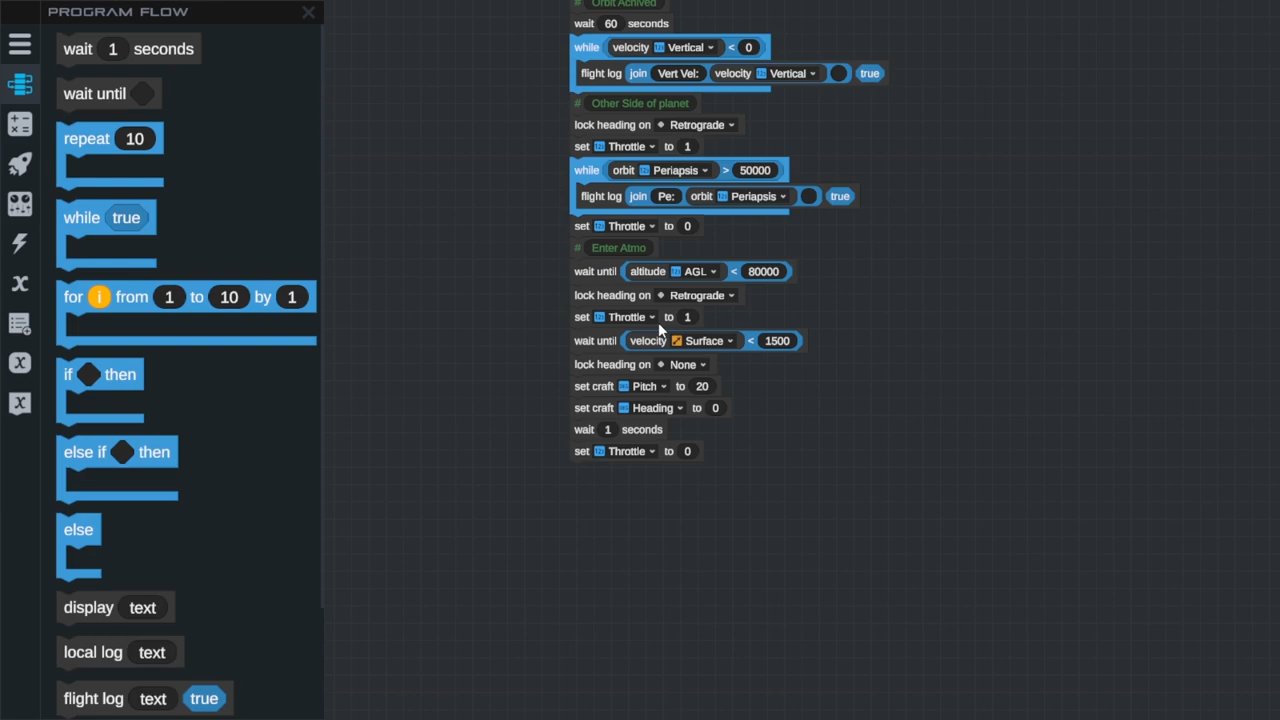 PROGRAM FLOW
wait 1 seconds
wait until
repeat 10
while true
for i from 1 to 10 by 1
if then
else if then
else
display text
local log text
flight log text true
# Orbit Achived
wait 60 seconds
while velocity Vertical < 0
flight log join Vert Vel: velocity Vertical true
# Other Side of planet
lock heading on Retrograde
set Throttle to 1
while orbit Periapsis > 50000
flight log join Pe: orbit Periapsis true
set Throttle to 0
# Enter Atmo
wait until altitude AGL < 80000
lock heading on Retrograde
set Throttle to 1
wait until velocity Surface < 1500
lock heading on None
set craft Pitch to 20
set craft Heading to 0
wait 1 seconds
set Throttle to 0